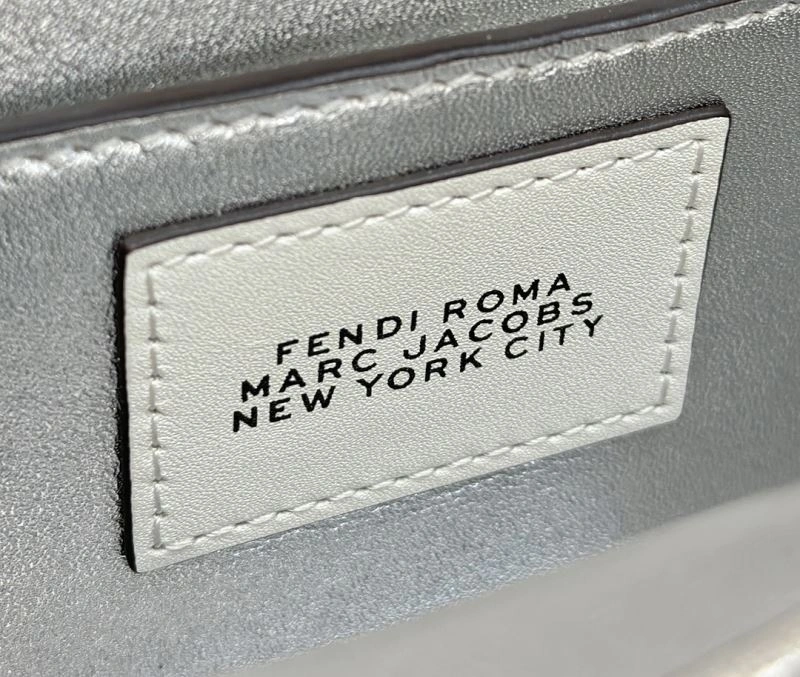 FENDI ROMA
MARC JACOBS
NEW YORK CITY